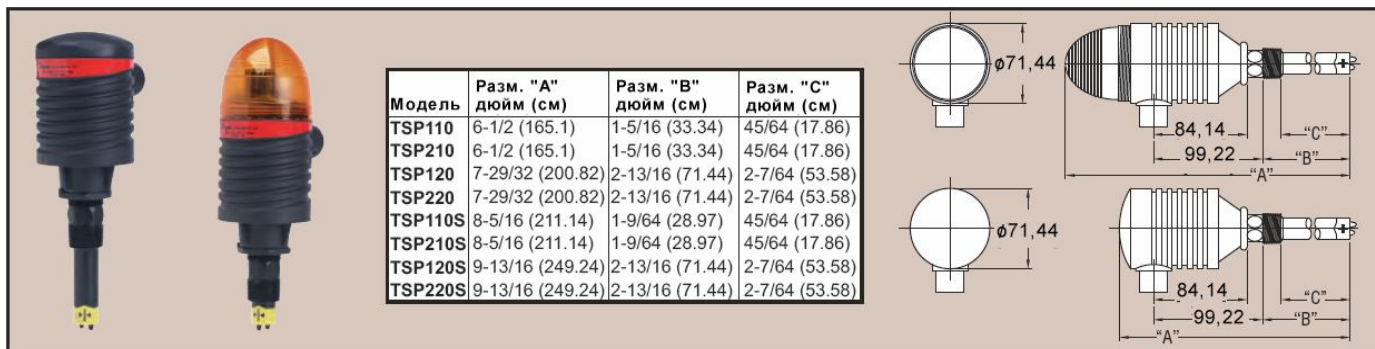 Модель Разм. "А" дюйм (см) Разм. "В" дюйм (см) Разм. "С" дюйм (см)
TSP110 6-1/2 (165.1) 1-5/16 (33.34) 45/64 (17.86)
TSP210 6-1/2 (165.1) 1-5/16 (33.34) 45/64 (17.86)
TSP120 7-29/32 (200.82) 2-13/16 (71.44) 2-7/64 (53.58)
TSP220 7-29/32 (200.82) 2-13/16 (71.44) 2-7/64 (53.58)
TSP110S 8-5/16 (211.14) 1-9/64 (28.97) 45/64 (17.86)
TSP210S 8-5/16 (211.14) 1-9/64 (28.97) 45/64 (17.86)
TSP120S 9-13/16 (249.24) 2-13/16 (71.44) 2-7/64 (53.58)
TSP220S 9-13/16 (249.24) 2-13/16 (71.44) 2-7/64 (53.58)
ø71,44
84,14
"C"
99,22
"B"
"A"
ø71,44
84,14
"C"
99,22
"B"
"A"